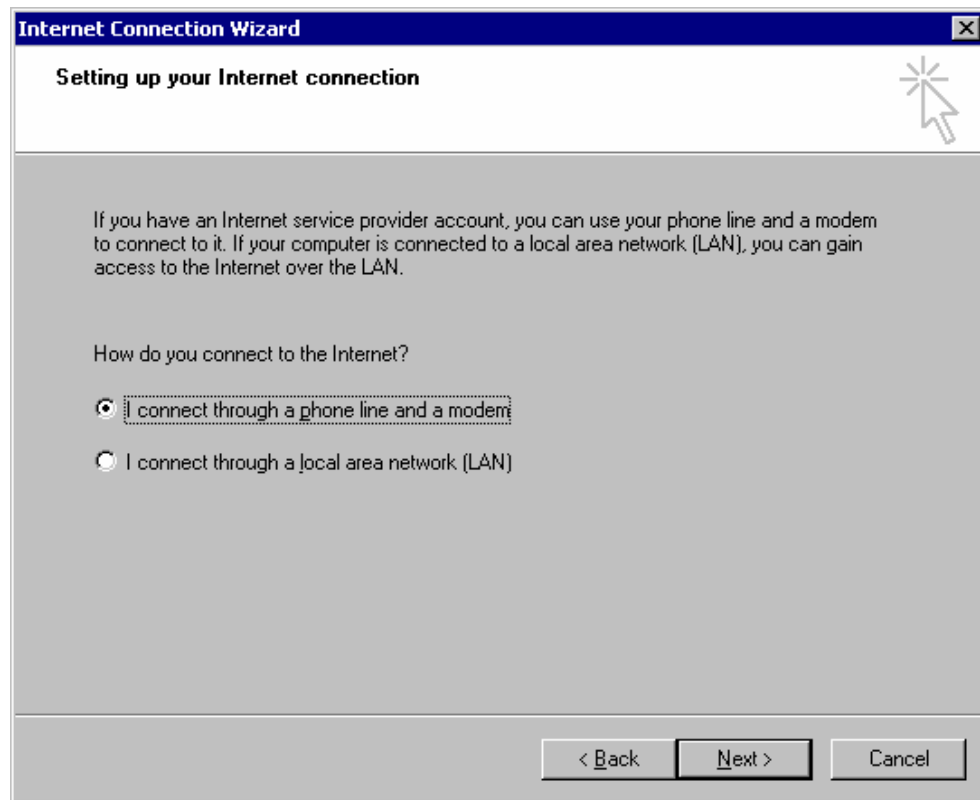 Internet Connection Wizard
Setting up your Internet connection
If you have an Internet service provider account, you can use your phone line and a modem
to connect to it. If your computer is connected to a local area network (LAN), you can gain
access to the Internet over the LAN.
How do you connect to the Internet?
I connect through a phone line and a modem
I connect through a local area network (LAN)
< Back Next > Cancel